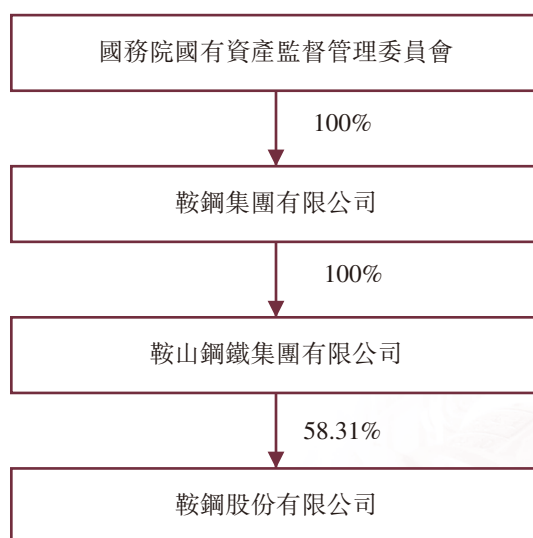 國務院國有資產監督管理委員會
100%
鞍鋼集團有限公司
100%
鞍山鋼鐵集團有限公司
58.31%
鞍鋼股份有限公司